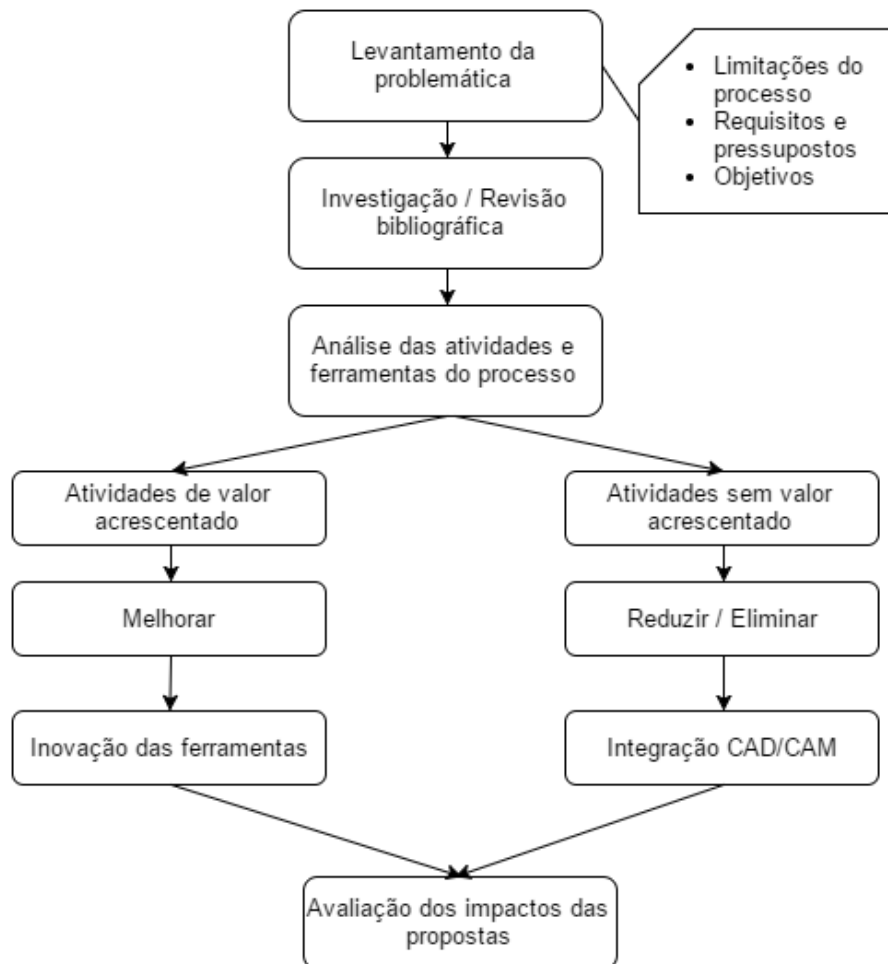 Levantamento da
problemática
• Limitações do
processo
• Requisitos e
pressupostos
• Objetivos
Investigação / Revisão
bibliográfica
Análise das atividades e
ferramentas do processo
Atividades de valor
acrescentado
Atividades sem valor
acrescentado
Melhorar
Reduzir / Eliminar
Inovação das ferramentas
Integração CAD/CAM
Avaliação dos impactos das
propostas